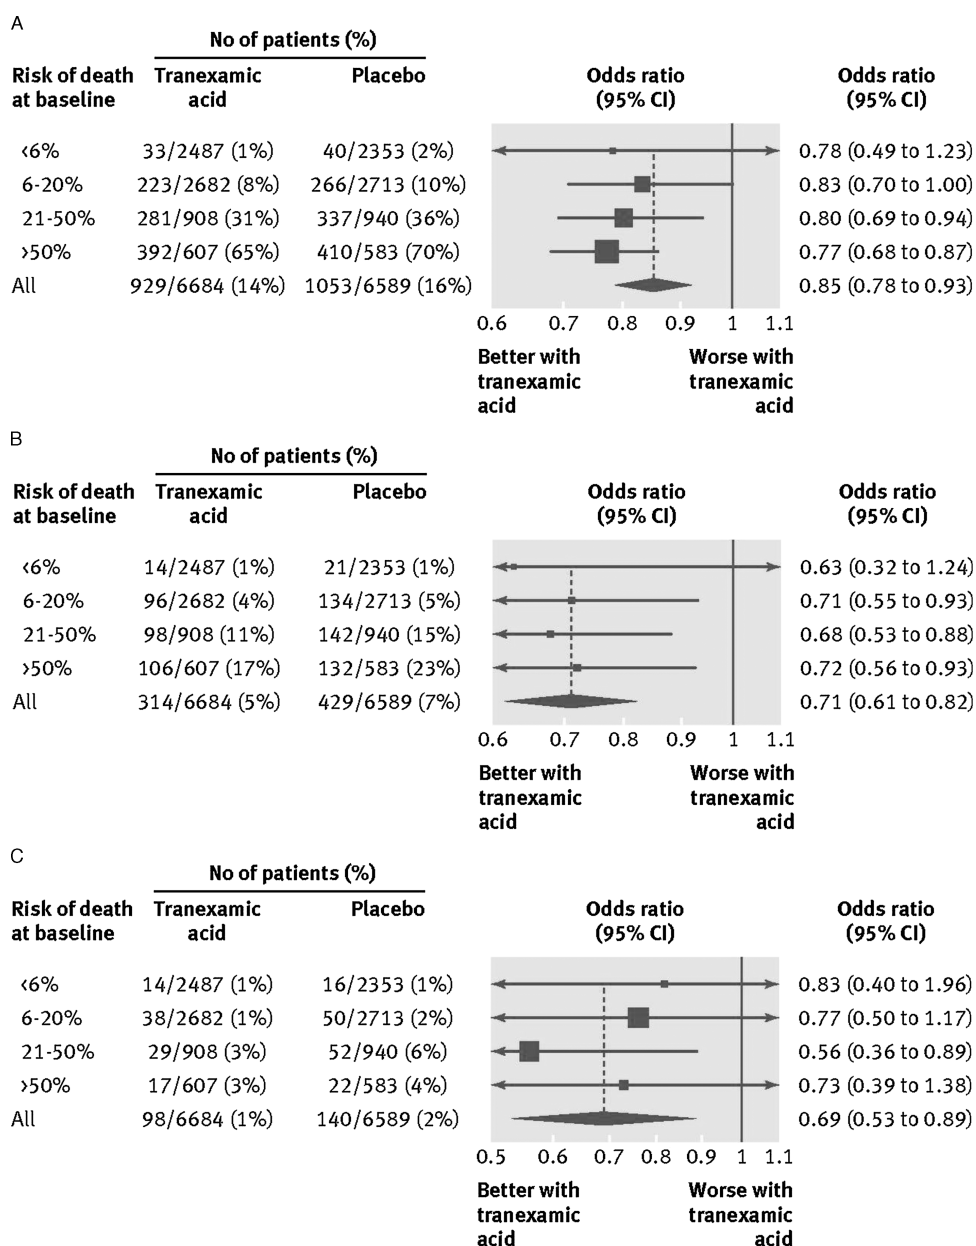 A
No of patients (%)
Risk of death Tranexamic Placebo Odds ratio Odds ratio
at baseline acid (95% CI) (95% CI)
<6% 33/2487 (1%) 40/2353 (2%) 0.78 (0.49 to 1.23)
6-20% 223/2682 (8%) 266/2713 (10%) 0.83 (0.70 to 1.00)
21-50% 281/908 (31%) 337/940 (36%) 0.80 (0.69 to 0.94)
>50% 392/607 (65%) 410/583 (70%) 0.77 (0.68 to 0.87)
All 929/6684 (14%) 1053/6589 (16%) 0.85 (0.78 to 0.93)
0.6 0.7 0.8 0.9 1 1.1
Better with Worse with
tranexamic tranexamic
acid acid
B
No of patients (%)
Risk of death Tranexamic Placebo Odds ratio Odds ratio
at baseline acid (95% CI) (95% CI)
<6% 14/2487 (1%) 21/2353 (1%) 0.63 (0.32 to 1.24)
6-20% 96/2682 (4%) 134/2713 (5%) 0.71 (0.55 to 0.93)
21-50% 98/908 (11%) 142/940 (15%) 0.68 (0.53 to 0.88)
>50% 106/607 (17%) 132/583 (23%) 0.72 (0.56 to 0.93)
All 314/6684 (5%) 429/6589 (7%) 0.71 (0.61 to 0.82)
0.6 0.7 0.8 0.9 1 1.1
Better with Worse with
tranexamic tranexamic
acid acid
C
No of patients (%)
Risk of death Tranexamic Placebo Odds ratio Odds ratio
at baseline acid (95% CI) (95% CI)
<6% 14/2487 (1%) 16/2353 (1%) 0.83 (0.40 to 1.96)
6-20% 38/2682 (1%) 50/2713 (2%) 0.77 (0.50 to 1.17)
21-50% 29/908 (3%) 52/940 (6%) 0.56 (0.36 to 0.89)
>50% 17/607 (3%) 22/583 (4%) 0.73 (0.39 to 1.38)
All 98/6684 (1%) 140/6589 (2%) 0.69 (0.53 to 0.89)
0.5 0.6 0.7 0.8 0.9 1 1.1
Better with Worse with
tranexamic tranexamic
acid acid